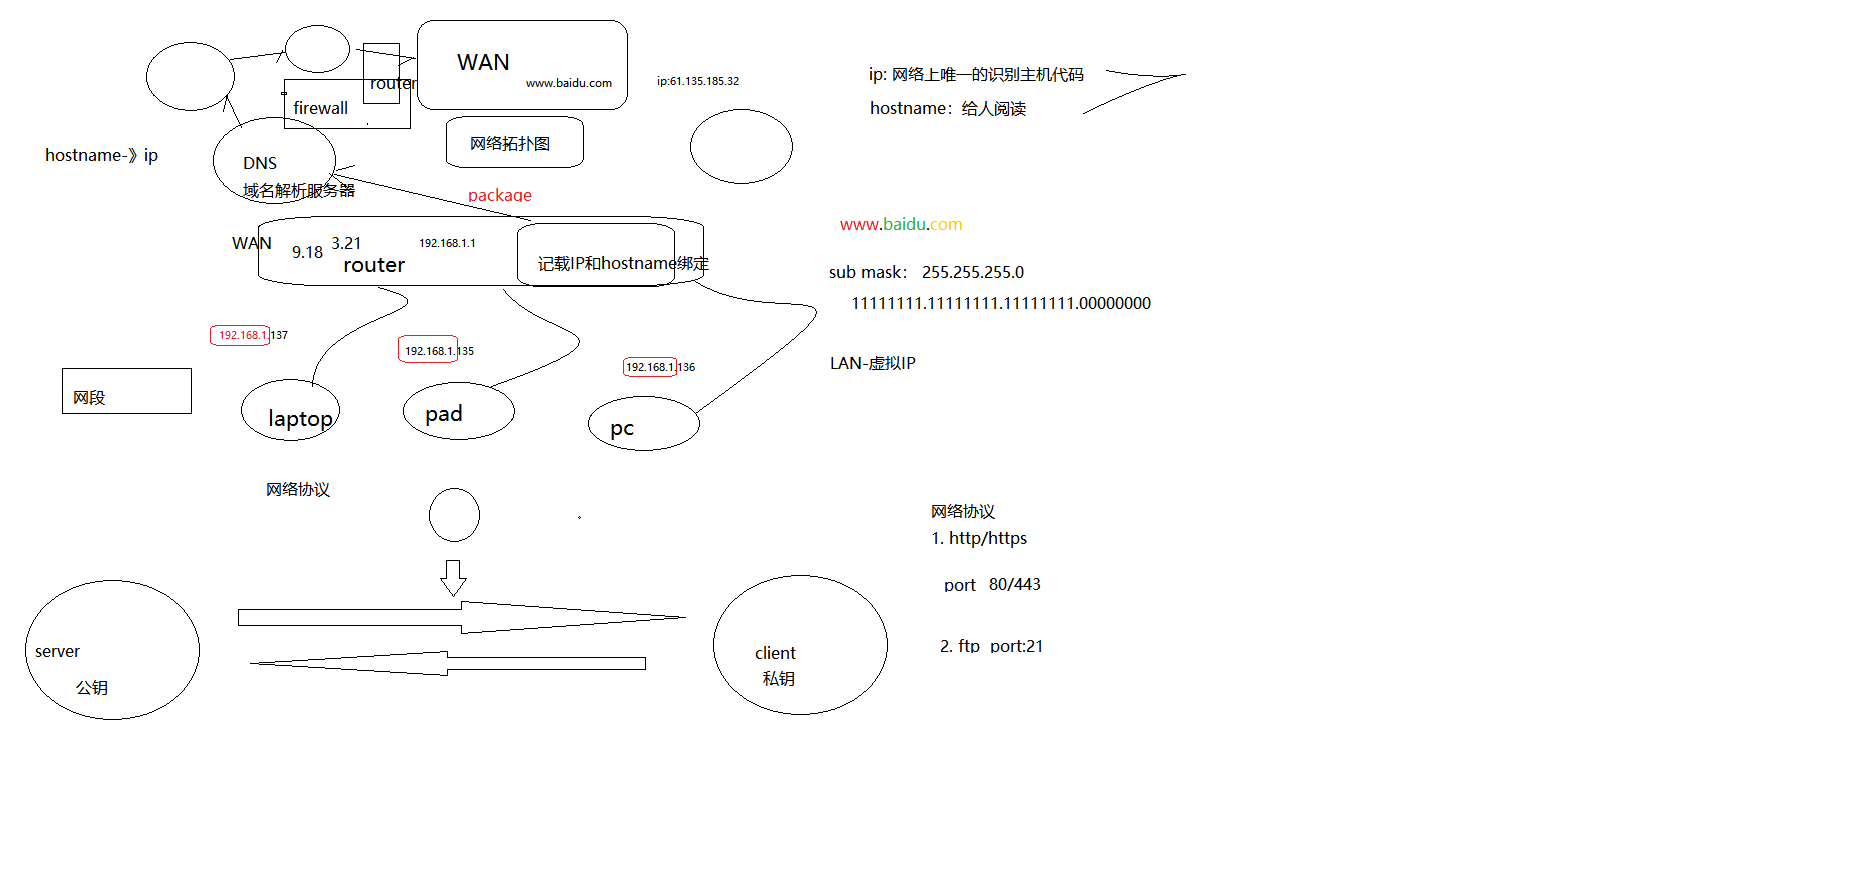 WAN
www.baidu.com
ip:61.135.185.32
router
firewall
ip: 网络上唯一的识别主机代码
hostname：给人阅读
网络拓扑图
hostname-》ip
DNS
域名解析服务器
package
www.baidu.com
WAN
9.18
3.21
192.168.1.1
router
记载IP和hostname绑定
sub mask： 255.255.255.0
11111111.11111111.11111111.00000000
192.168.1.137
192.168.1.135
192.168.1.136
LAN-虚拟IP
网段
laptop
pad
pc
网络协议
网络协议
1. http/https
port 80/443
2. ftp port:21
server
公钥
client
私钥